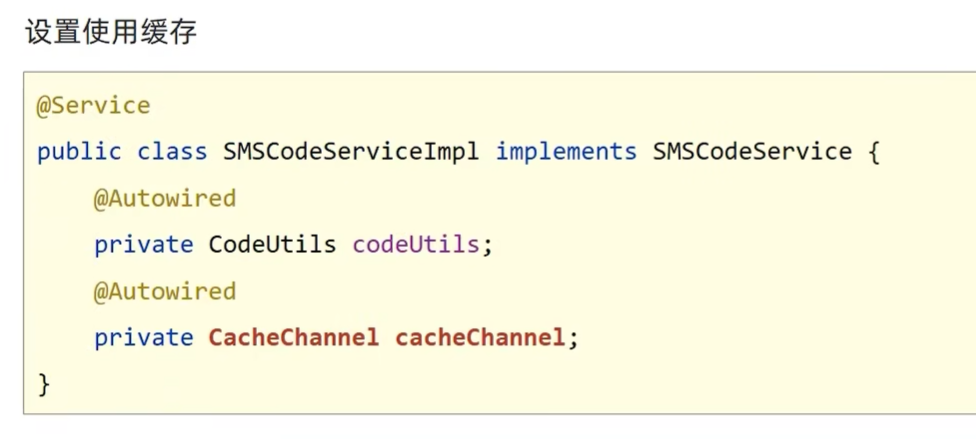 设置使用缓存
@Service
public class SMSCodeServiceImpl implements SMSCodeService {
    @Autowired
    private CodeUtils codeUtils;
    @Autowired
    private CacheChannel cacheChannel;
}